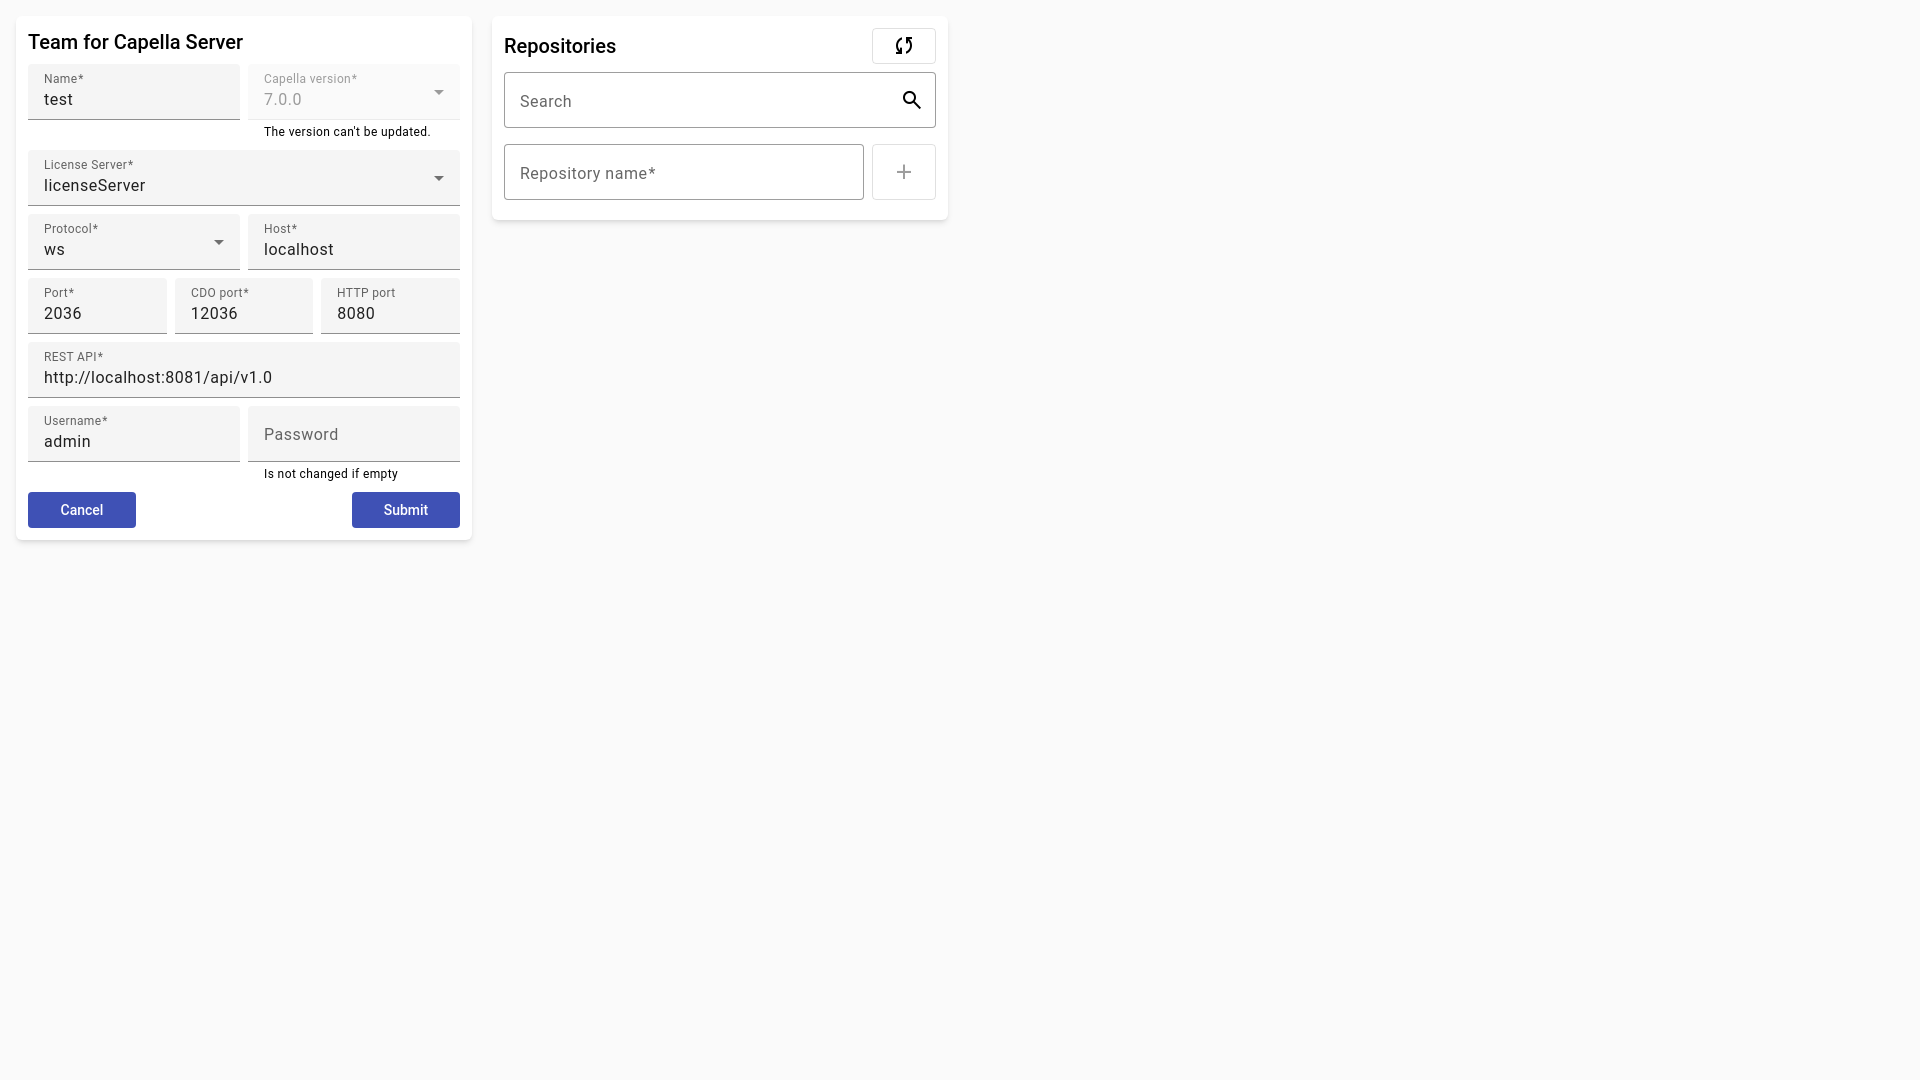 Team for Capella Server
Name*
test
Capella version*
7.0.0
The version can't be updated.
License Server*
licenseServer
Protocol*
ws
Host*
localhost
Port*
2036
CDO port*
12036
HTTP port
8080
REST API*
http://localhost:8081/api/v1.0
Username*
admin
Password
Is not changed if empty
Cancel
Submit
Repositories
Search
Repository name*